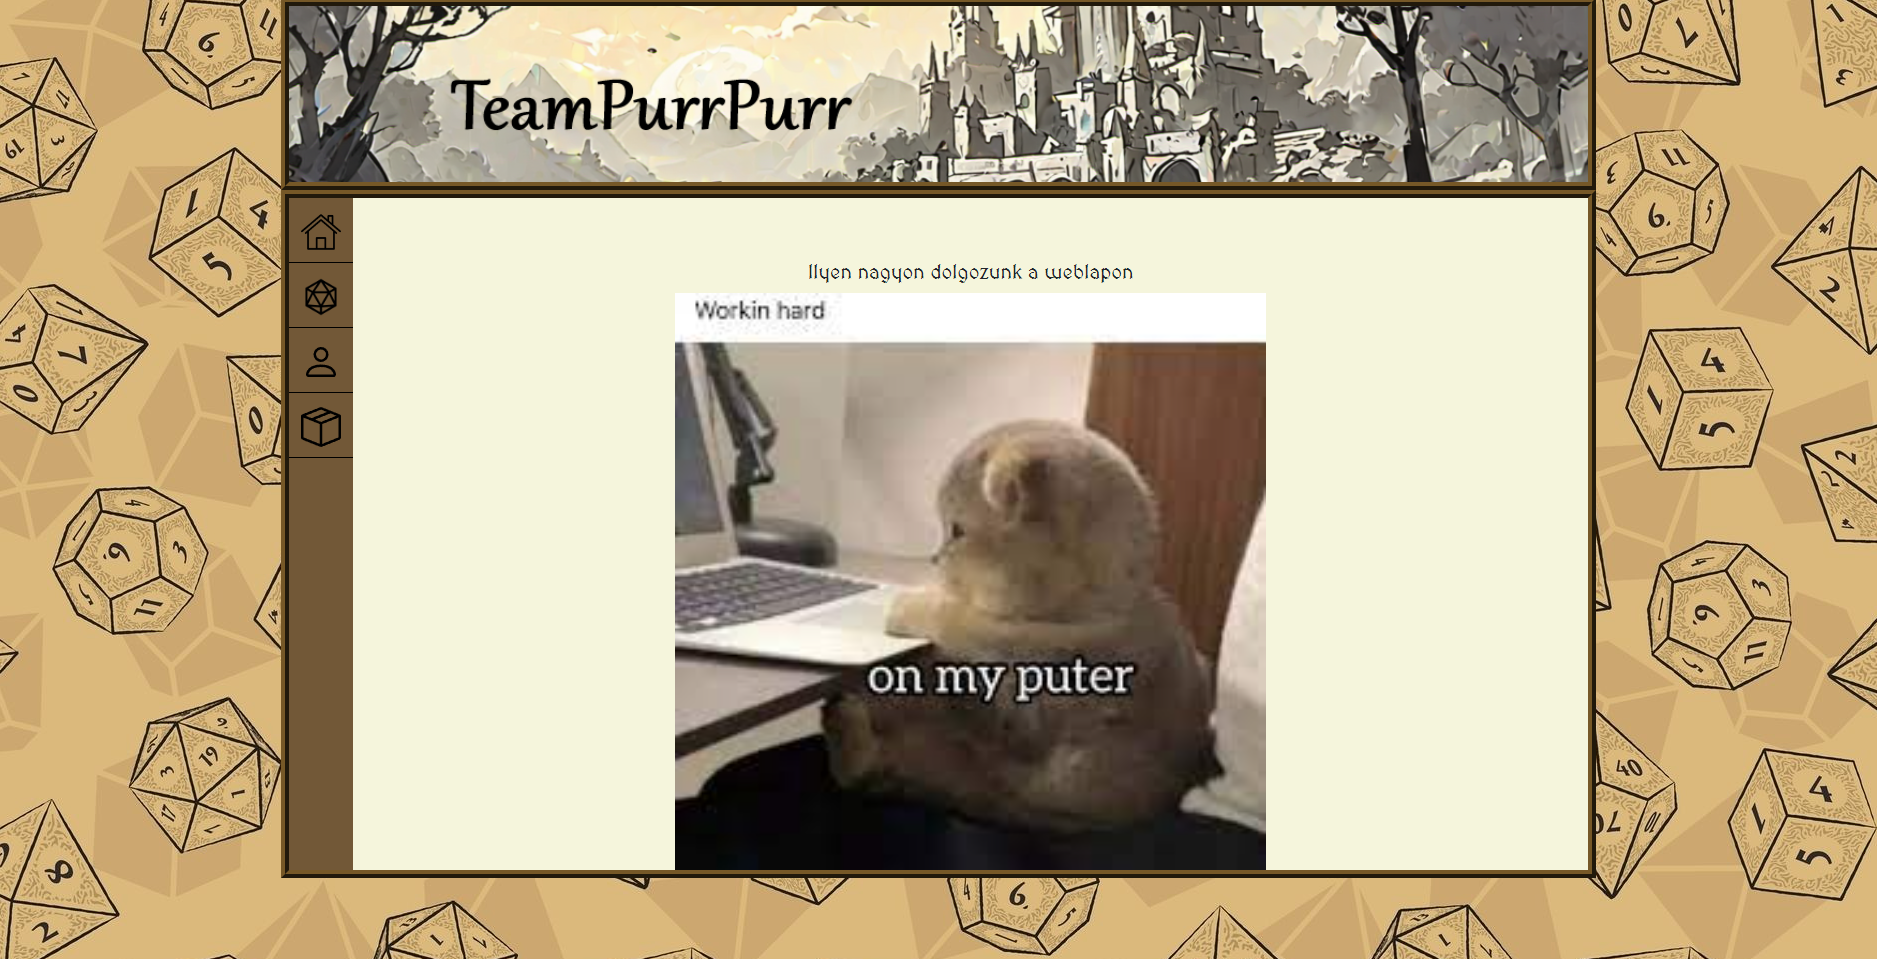 TeamPurrPurr
Ilyen nagyon dolgozunk a weblapon
Workin hard
on my puter